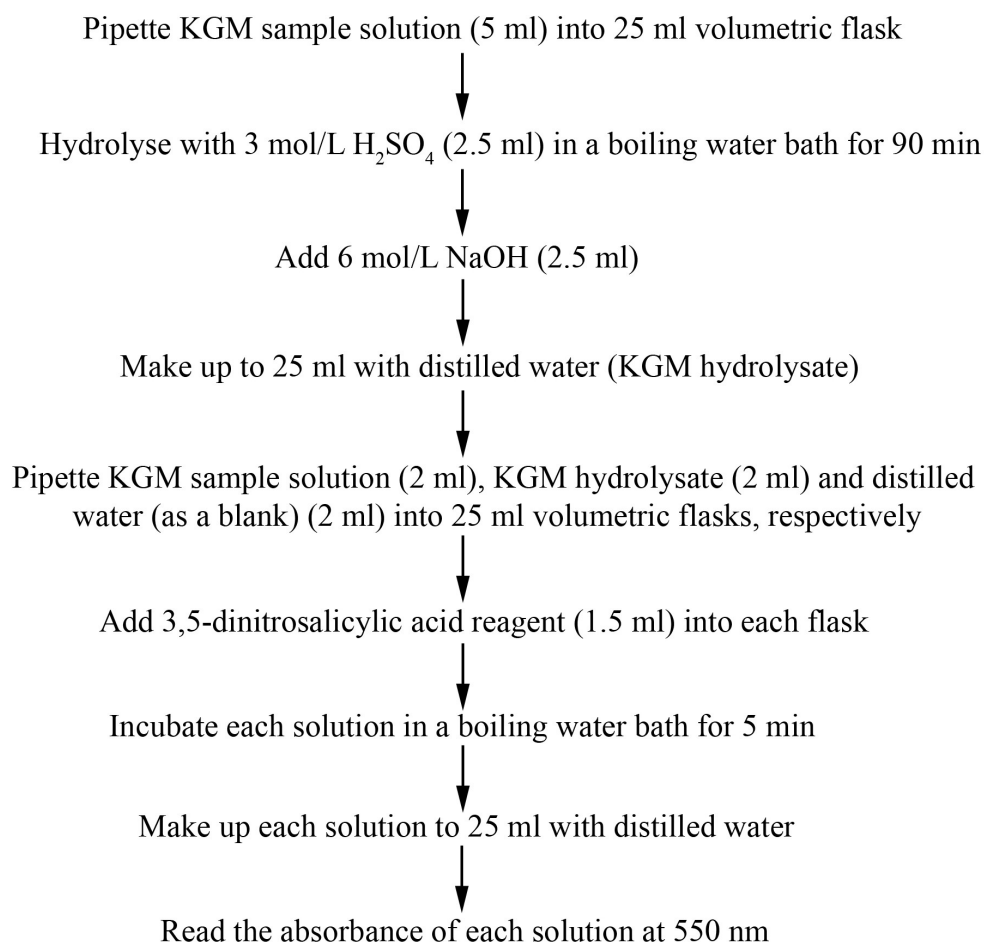 Pipette KGM sample solution (5 ml) into 25 ml volumetric flask
Hydrolyse with 3 mol/L H₂SO₄ (2.5 ml) in a boiling water bath for 90 min
Add 6 mol/L NaOH (2.5 ml)
Make up to 25 ml with distilled water (KGM hydrolysate)
Pipette KGM sample solution (2 ml), KGM hydrolysate (2 ml) and distilled
water (as a blank) (2 ml) into 25 ml volumetric flasks, respectively
Add 3,5-dinitrosalicylic acid reagent (1.5 ml) into each flask
Incubate each solution in a boiling water bath for 5 min
Make up each solution to 25 ml with distilled water
Read the absorbance of each solution at 550 nm